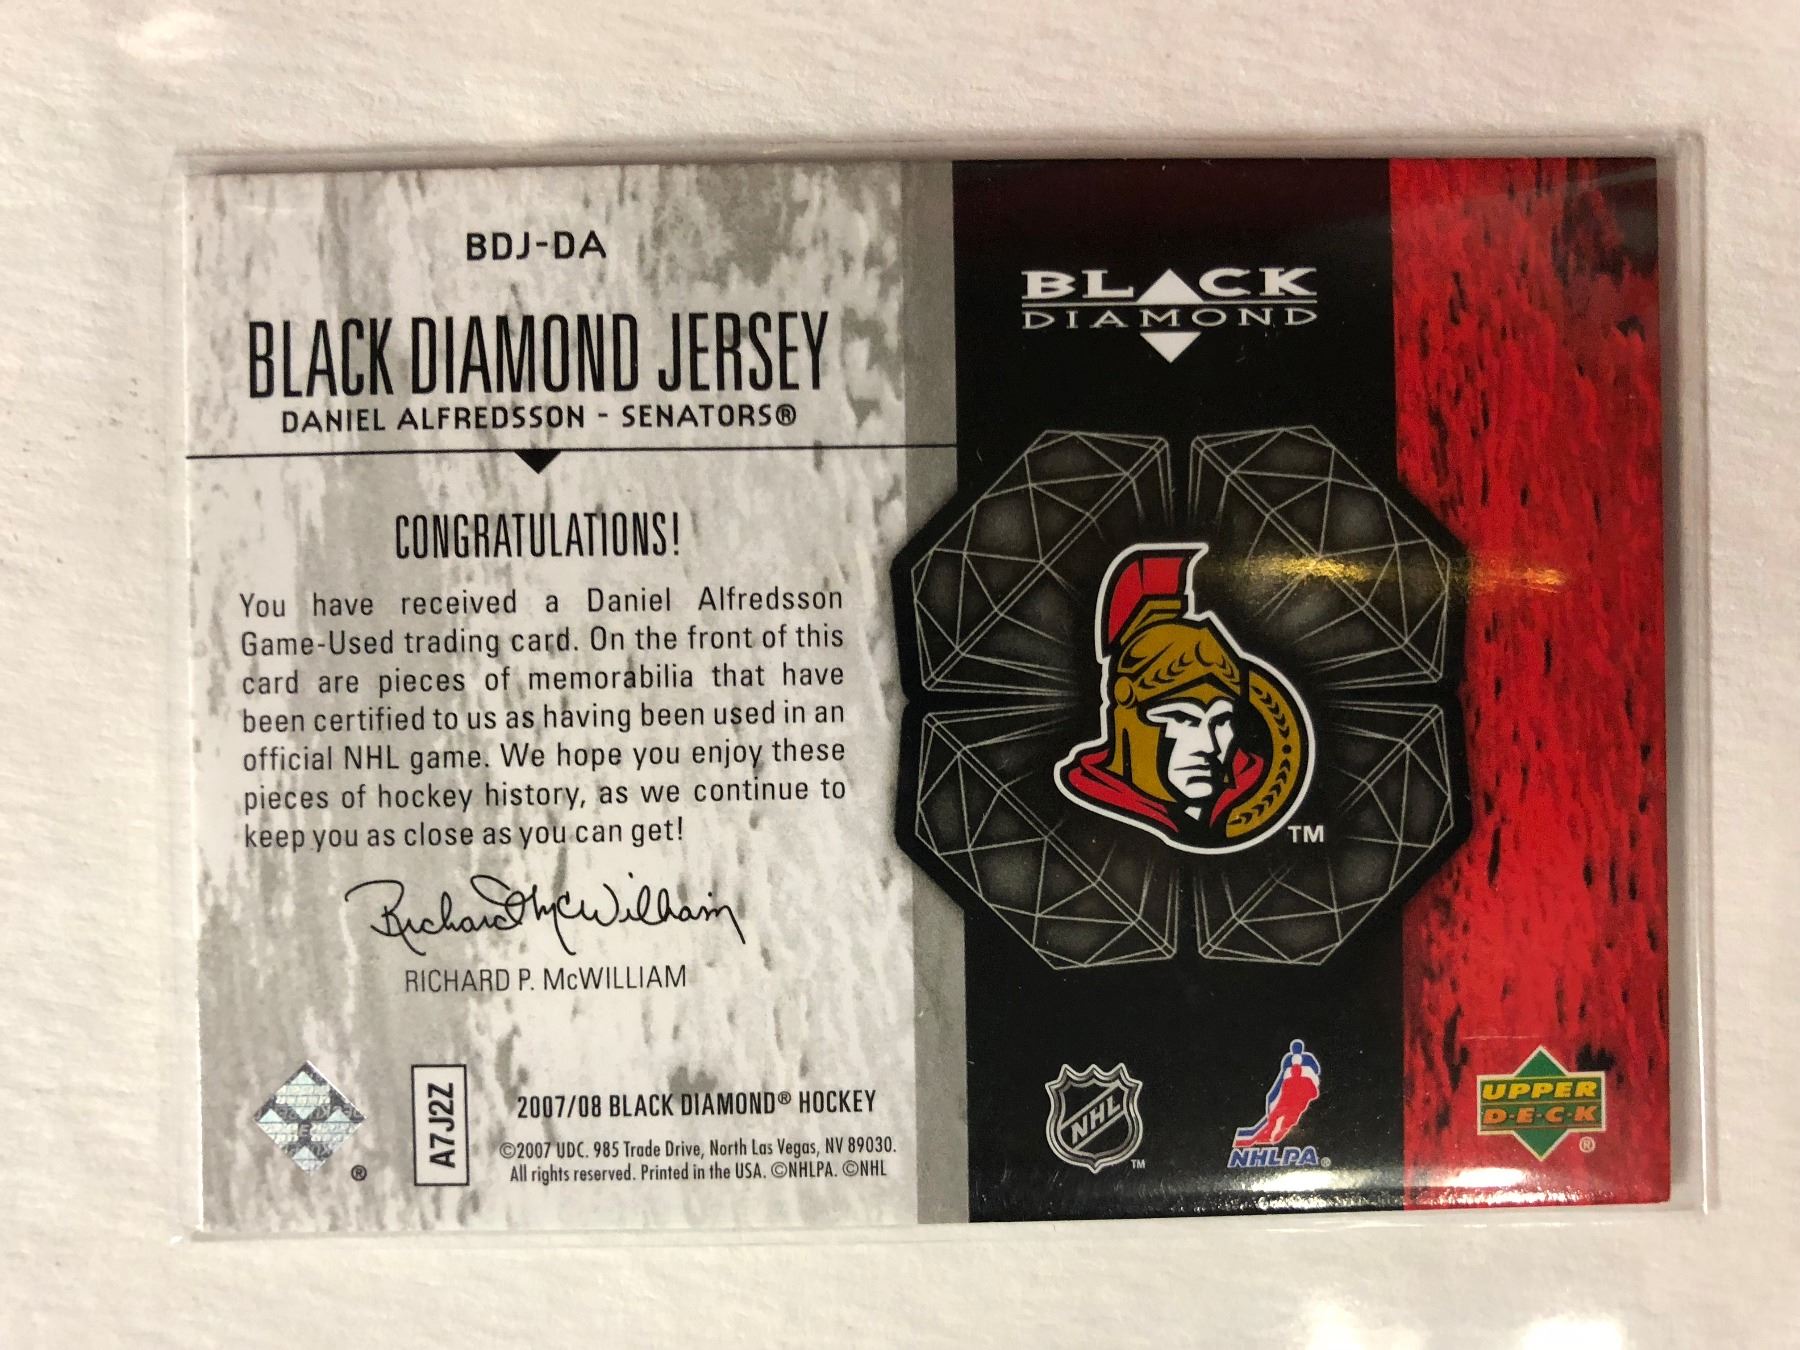 BDJ-DA
BLACK DIAMOND JERSEY
DANIEL ALFREDSSON - SENATORS®
CONGRATULATIONS!
You have received a Daniel Alfredsson
Game-Used trading card. On the front of this
card are pieces of memorabilia that have
been certified to us as having been used in an
official NHL game. We hope you enjoy these
pieces of hockey history, as we continue to
keep you as close as you can get!
Richard McWilliam
RICHARD P. McWILLIAM
®
A7J2Z
2007/08 BLACK DIAMOND® HOCKEY
©2007 UDC. 985 Trade Drive, North Las Vegas, NV 89030.
All rights reserved. Printed in the USA. ©NHLPA. ©NHL
BLACK
DIAMOND
TM
NHL
TM
NHLPA®
UPPER
D·E·C·K
®